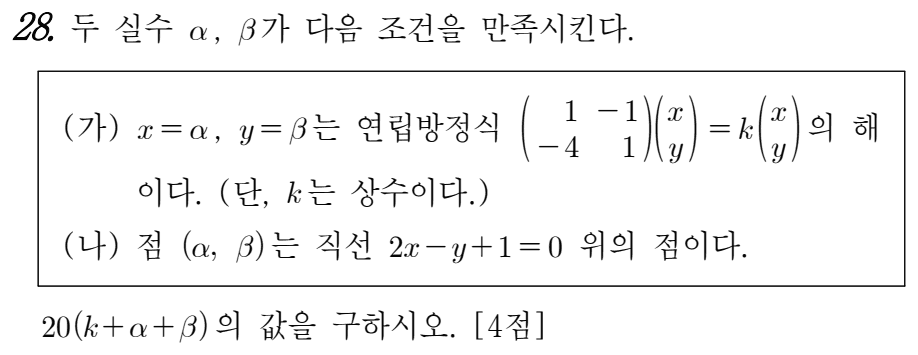 28. 두 실수 α, β가 다음 조건을 만족시킨다.
(가) x=α, y=β는 연립방정식 (1 −1; −4 1)(x; y)=k(x; y)의 해
이다. (단, k는 상수이다.)
(나) 점 (α, β)는 직선 2x−y+1=0 위의 점이다.
20(k+α+β)의 값을 구하시오. [4점]